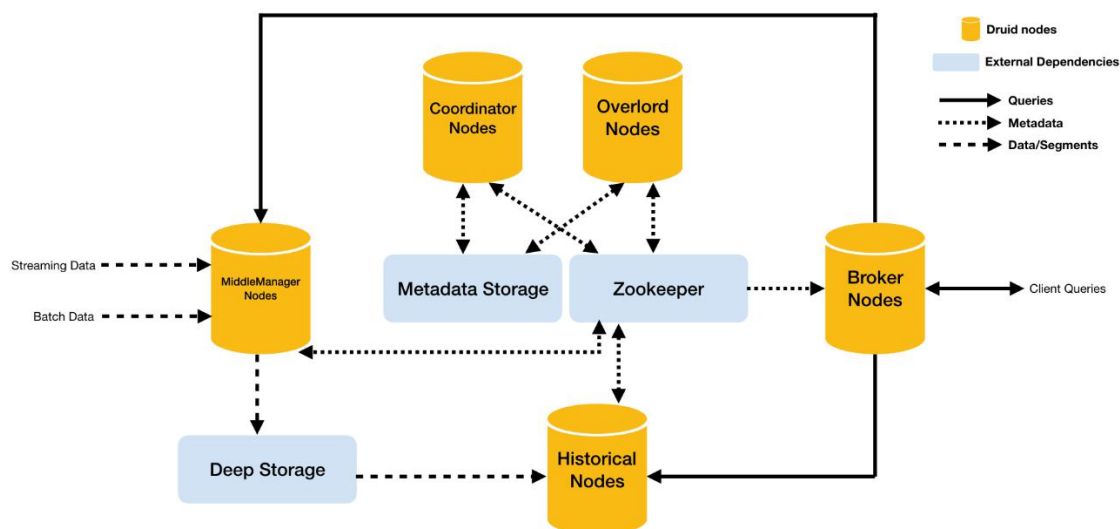 Druid nodes
External Dependencies
Queries
Metadata
Data/Segments
Coordinator
Nodes
Overlord
Nodes
Streaming Data
Batch Data
MiddleManager
Nodes
Metadata Storage
Zookeeper
Broker
Nodes
Client Queries
Deep Storage
Historical
Nodes